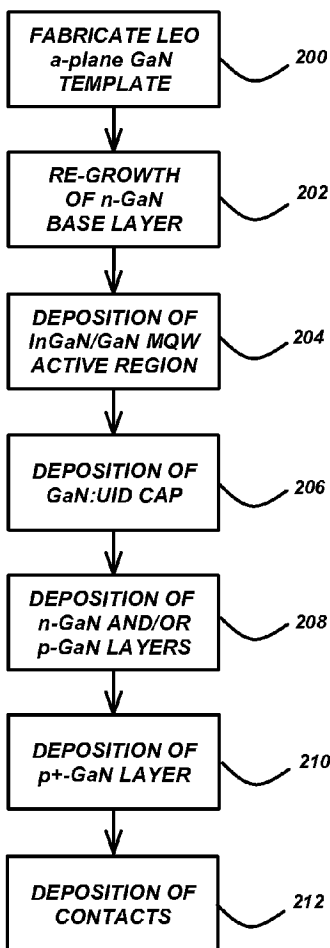 FABRICATE LEO
a-plane GaN
TEMPLATE
200
RE-GROWTH
OF n-GaN
BASE LAYER
202
DEPOSITION OF
InGaN/GaN MQW
ACTIVE REGION
204
DEPOSITION OF
GaN:UID CAP
206
DEPOSITION OF
n-GaN AND/OR
p-GaN LAYERS
208
DEPOSITION OF
p+-GaN LAYER
210
DEPOSITION OF
CONTACTS
212